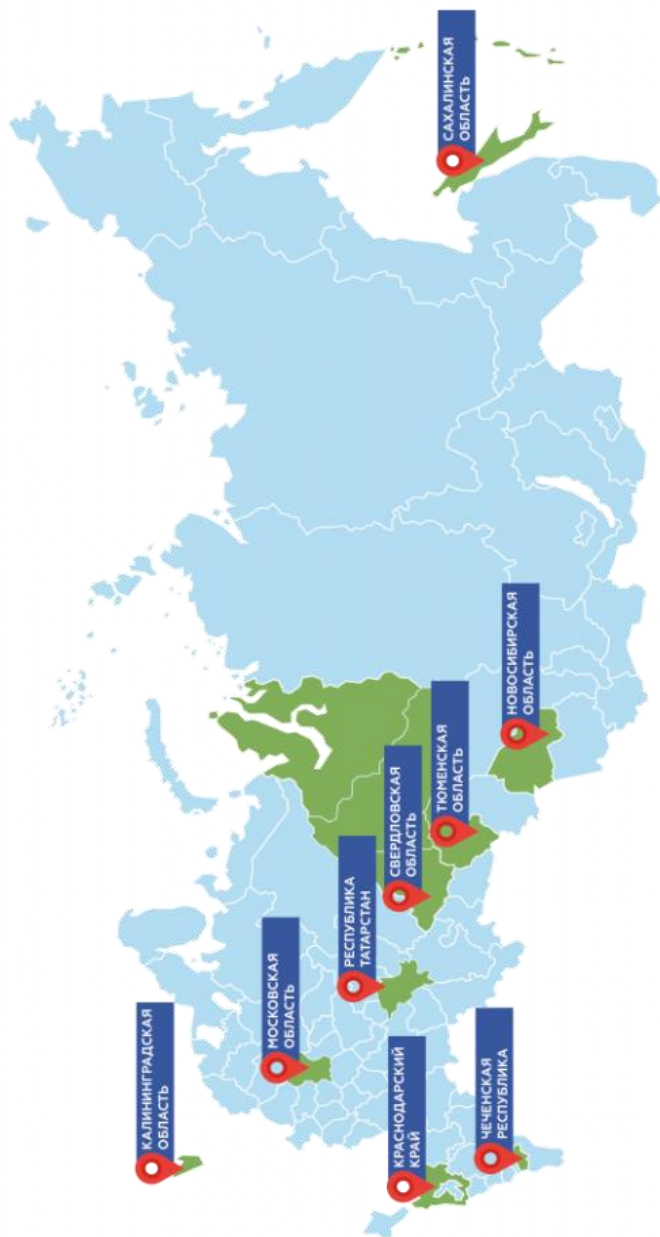 КАЛИНИНГРАДСКАЯ
ОБЛАСТЬ
МОСКОВСКАЯ
ОБЛАСТЬ
РЕСПУБЛИКА
ТАТАРСТАН
СВЕРДЛОВСКАЯ
ОБЛАСТЬ
КРАСНОДАРСКИЙ
КРАЙ
ТЮМЕНСКАЯ
ОБЛАСТЬ
САХАЛИНСКАЯ
ОБЛАСТЬ
ЧЕЧЕНСКАЯ
РЕСПУБЛИКА
НОВОСИБИРСКАЯ
ОБЛАСТЬ